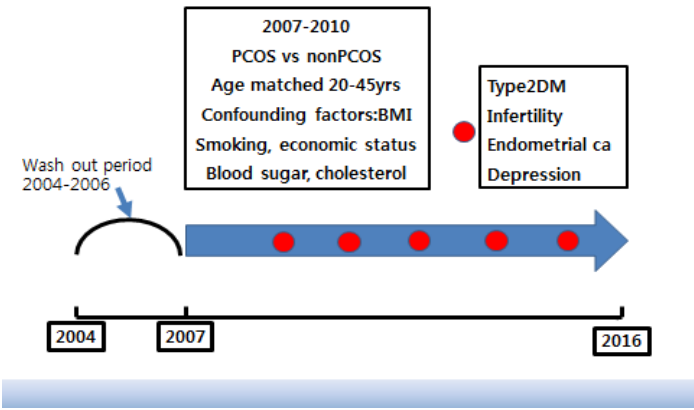 2007-2010
PCOS vs nonPCOS
Age matched 20-45yrs
Confounding factors:BMI
Smoking, economic status
Blood sugar, cholesterol
Type2DM
Infertility
Endometrial ca
Depression
Wash out period
2004-2006
2004
2007
2016